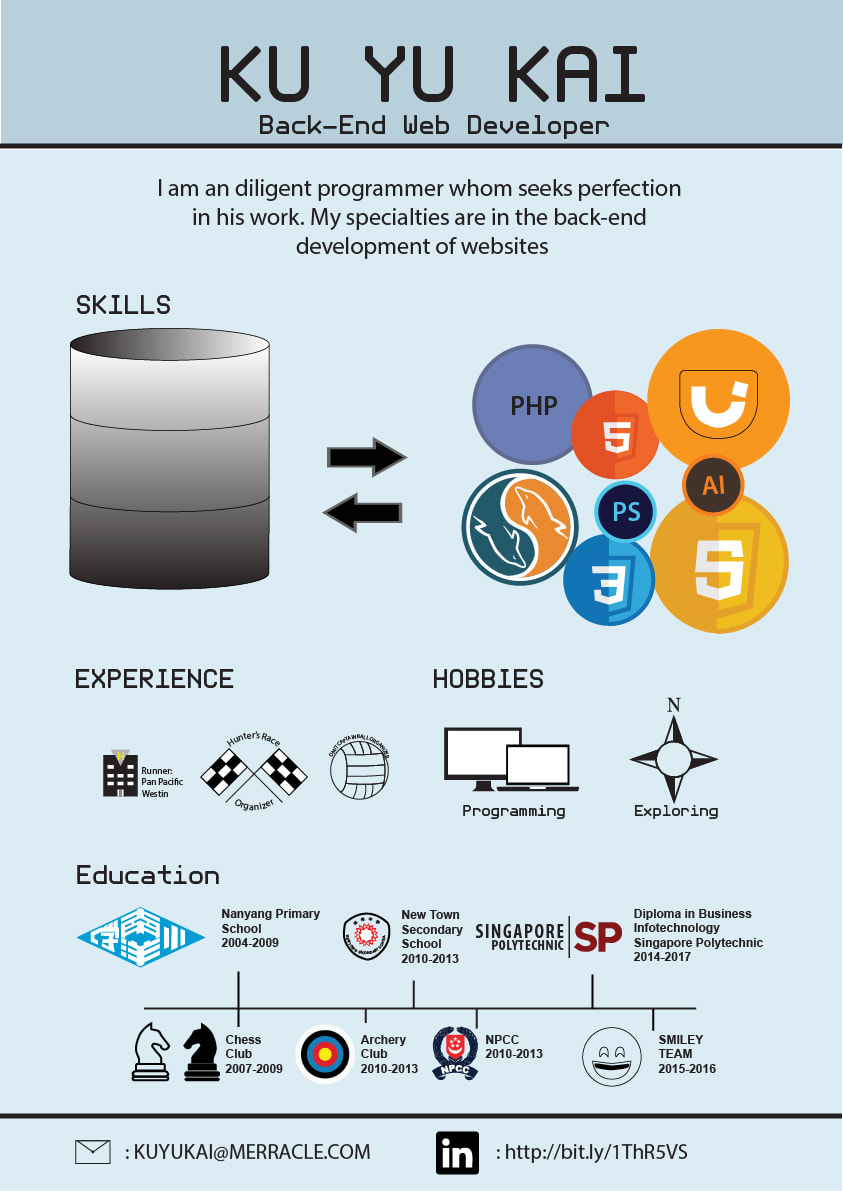 KU YU KAI
Back-End Web Developer
I am an diligent programmer whom seeks perfection
in his work. My specialties are in the back-end
development of websites
SKILLS
PHP
5
AI
PS
3
5
EXPERIENCE
HOBBIES
Runner:
Pan Pacific
Westin
Hunter's Race
Organizer
N
Programming
Exploring
Education
Nanyang Primary
School
2004-2009
New Town
Secondary
School
2010-2013
SINGAPORE
POLYTECHNIC
SP
Diploma in Business
Infotechnology
Singapore Polytechnic
2014-2017
Chess
Club
2007-2009
Archery
Club
2010-2013
NPCC
NPCC
2010-2013
SMILEY
TEAM
2015-2016
: KUYUKAI@MERRACLE.COM
in
: http://bit.ly/1ThR5VS